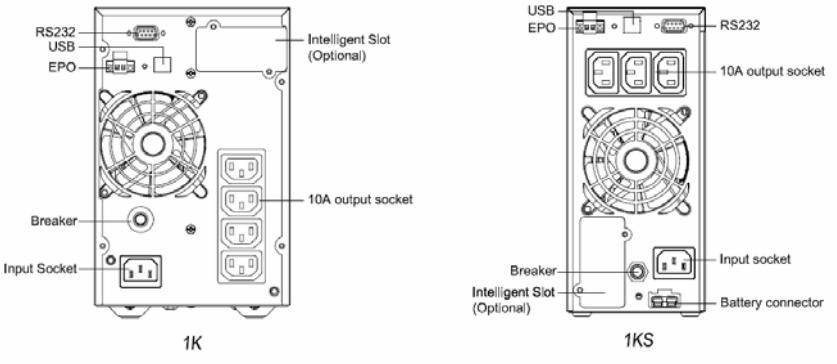 RS232
USB
EPO
Intelligent Slot
(Optional)
10A output socket
Breaker
Input Socket
1K
USB
EPO
RS232
10A output socket
Input socket
Breaker
Intelligent Slot
(Optional)
Battery connector
1KS